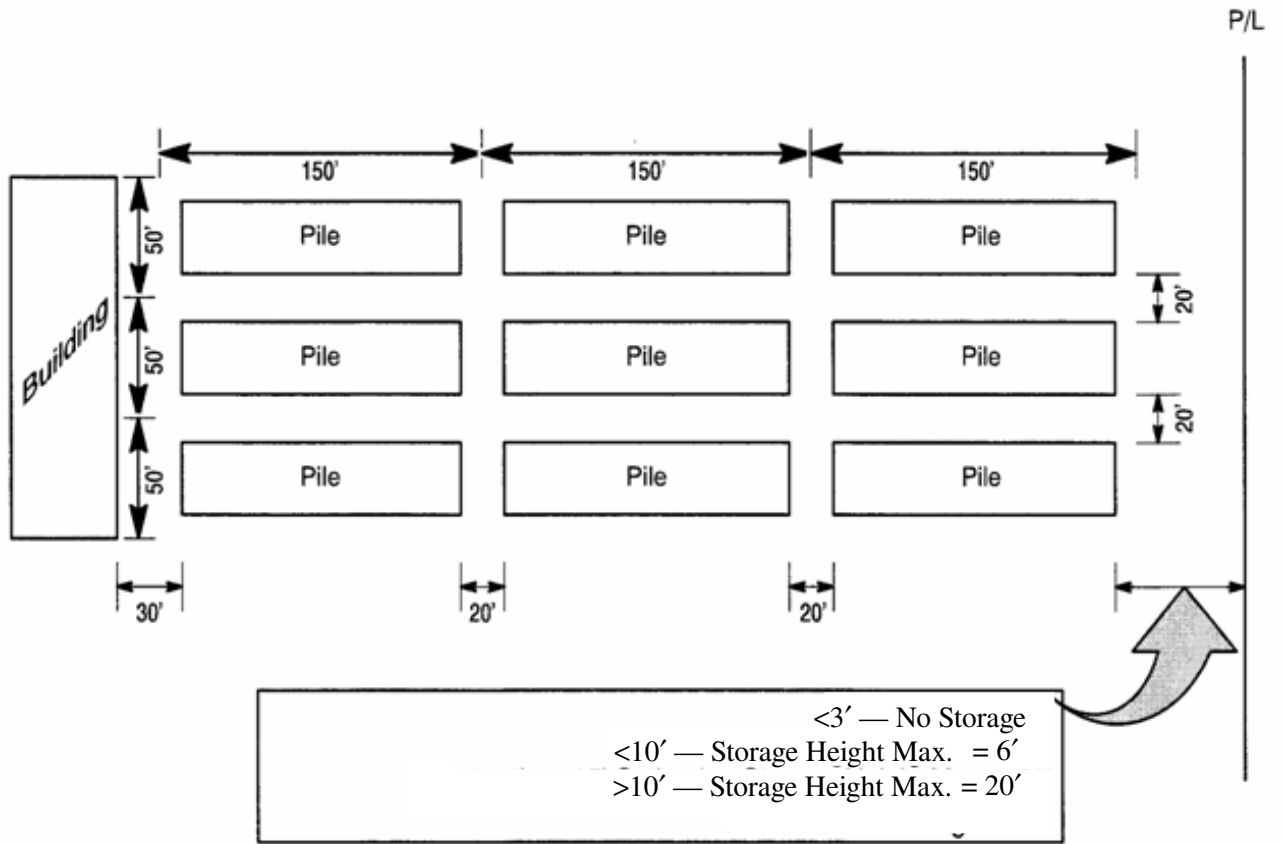 P/L
150' 150' 150'
Building
50'
50'
50'
Pile Pile Pile
Pile Pile Pile
Pile Pile Pile
20'
20'
30' 20' 20'
<3′ — No Storage
<10′ — Storage Height Max. = 6′
>10′ — Storage Height Max. = 20′